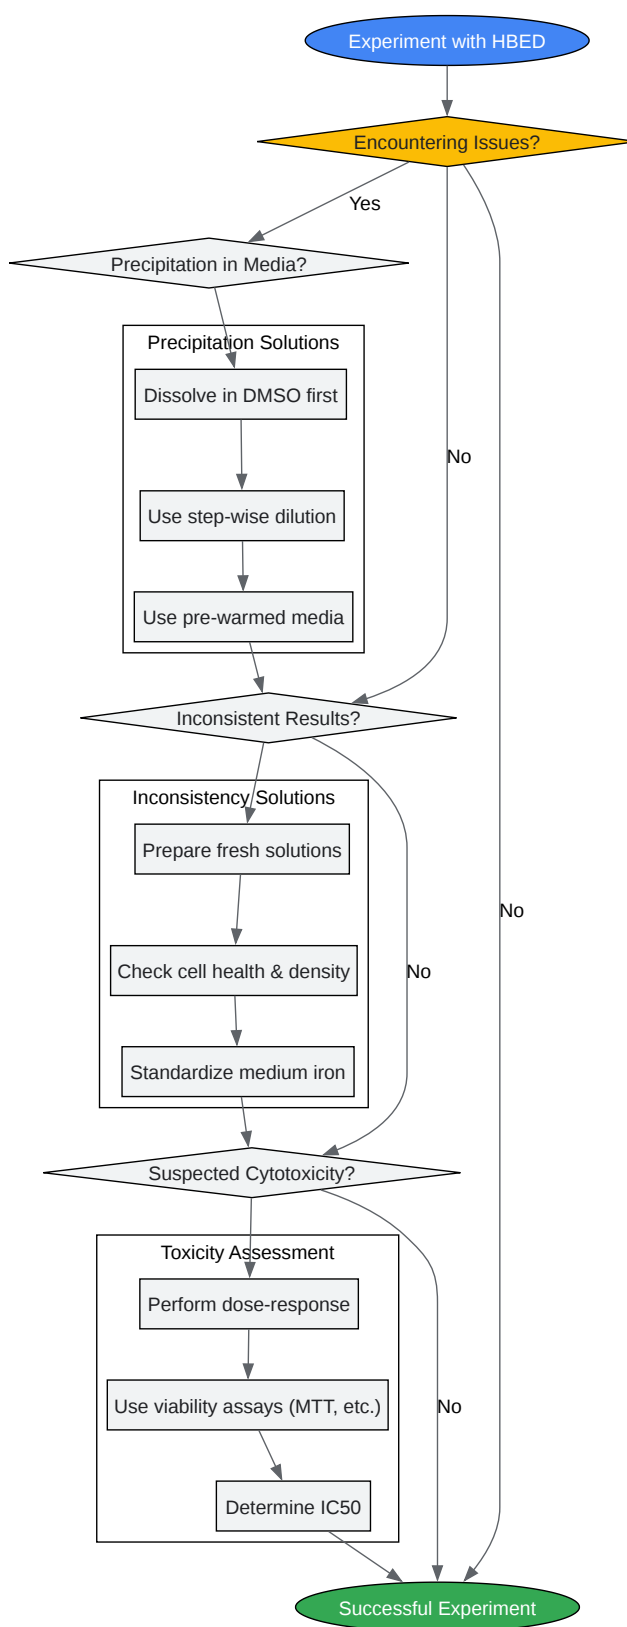 Experiment with HBED
Encountering Issues?
Yes
Precipitation in Media?
Precipitation Solutions
Dissolve in DMSO first
No
Use step-wise dilution
Use pre-warmed media
Inconsistent Results?
Inconsistency Solutions
Prepare fresh solutions
No
Check cell health & density
No
Standardize medium iron
Suspected Cytotoxicity?
Toxicity Assessment
Perform dose-response
Use viability assays (MTT, etc.)
No
Determine IC50
Successful Experiment